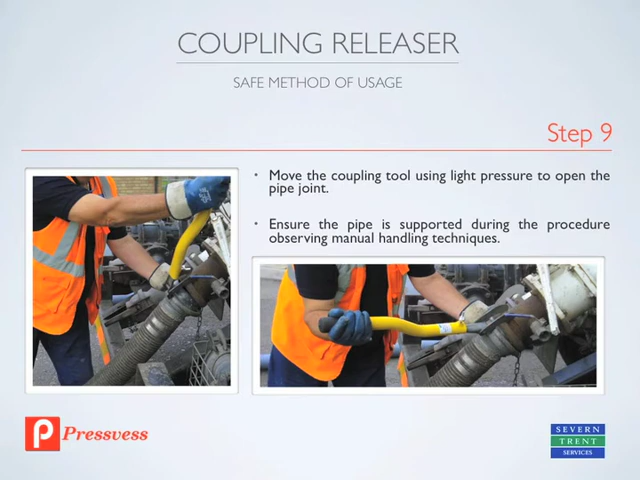 COUPLING RELEASER
SAFE METHOD OF USAGE
Step 9
• Move the coupling tool using light pressure to open the
pipe joint.
• Ensure the pipe is supported during the procedure
observing manual handling techniques.
P Pressvess
SEVERN
TRENT
SERVICES